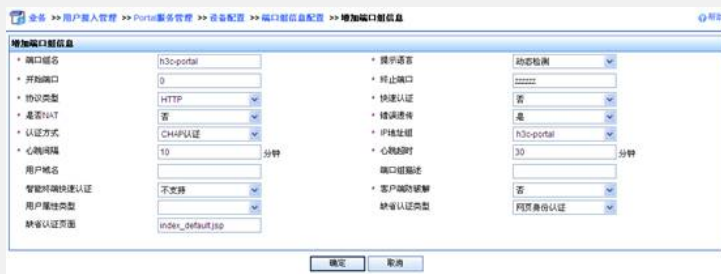 业务 >> 用户接入管理 >> Portal服务管理 >> 设备配置 >> 端口组信息配置 >> 增加端口组信息 帮助
增加端口组信息
* 端口组名 h3c-portal * 提示语言 动态检测
* 开始端口 0 * 终止端口 zzzzzz
* 协议类型 HTTP * 快速认证 否
* 是否NAT 否 * 错误透传 是
* 认证方式 CHAP认证 * IP地址组 h3c-portal
* 心跳间隔 10 分钟 * 心跳超时 30 分钟
用户域名 端口组描述
智能终端快速认证 不支持 * 客户端防破解 否
用户属性类型 缺省认证类型 网页身份认证
缺省认证页面 index_default.jsp
确定 取消